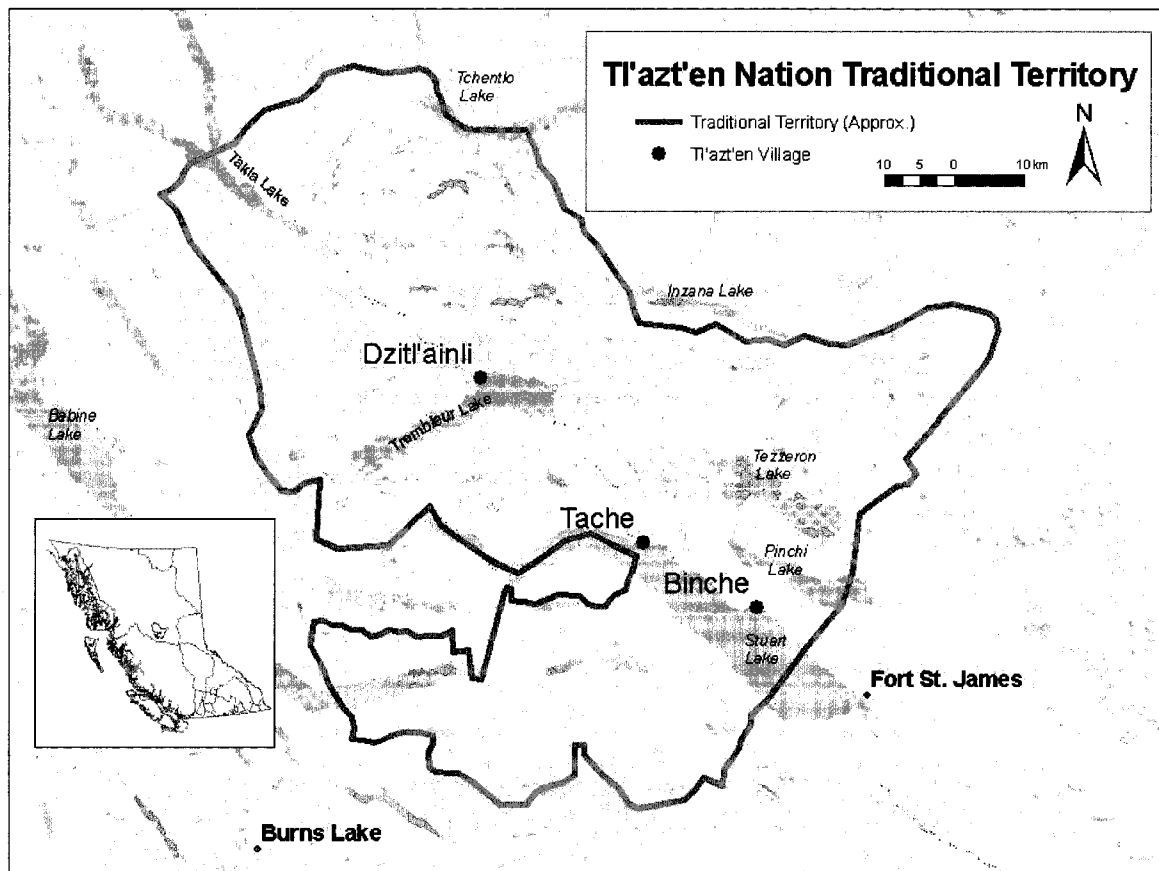 Tl'azt'en Nation Traditional Territory
Traditional Territory (Approx.)
Tl'azt'en Village
N
10 5 0 10 km
Tchentlo
Lake
Takla Lake
Inzana Lake
Dzitl'ainli
Trembleur Lake
Babine
Lake
Tezzeron
Lake
Tache
Pinchi
Lake
Binche
Stuart
Lake
Fort St. James
Burns Lake